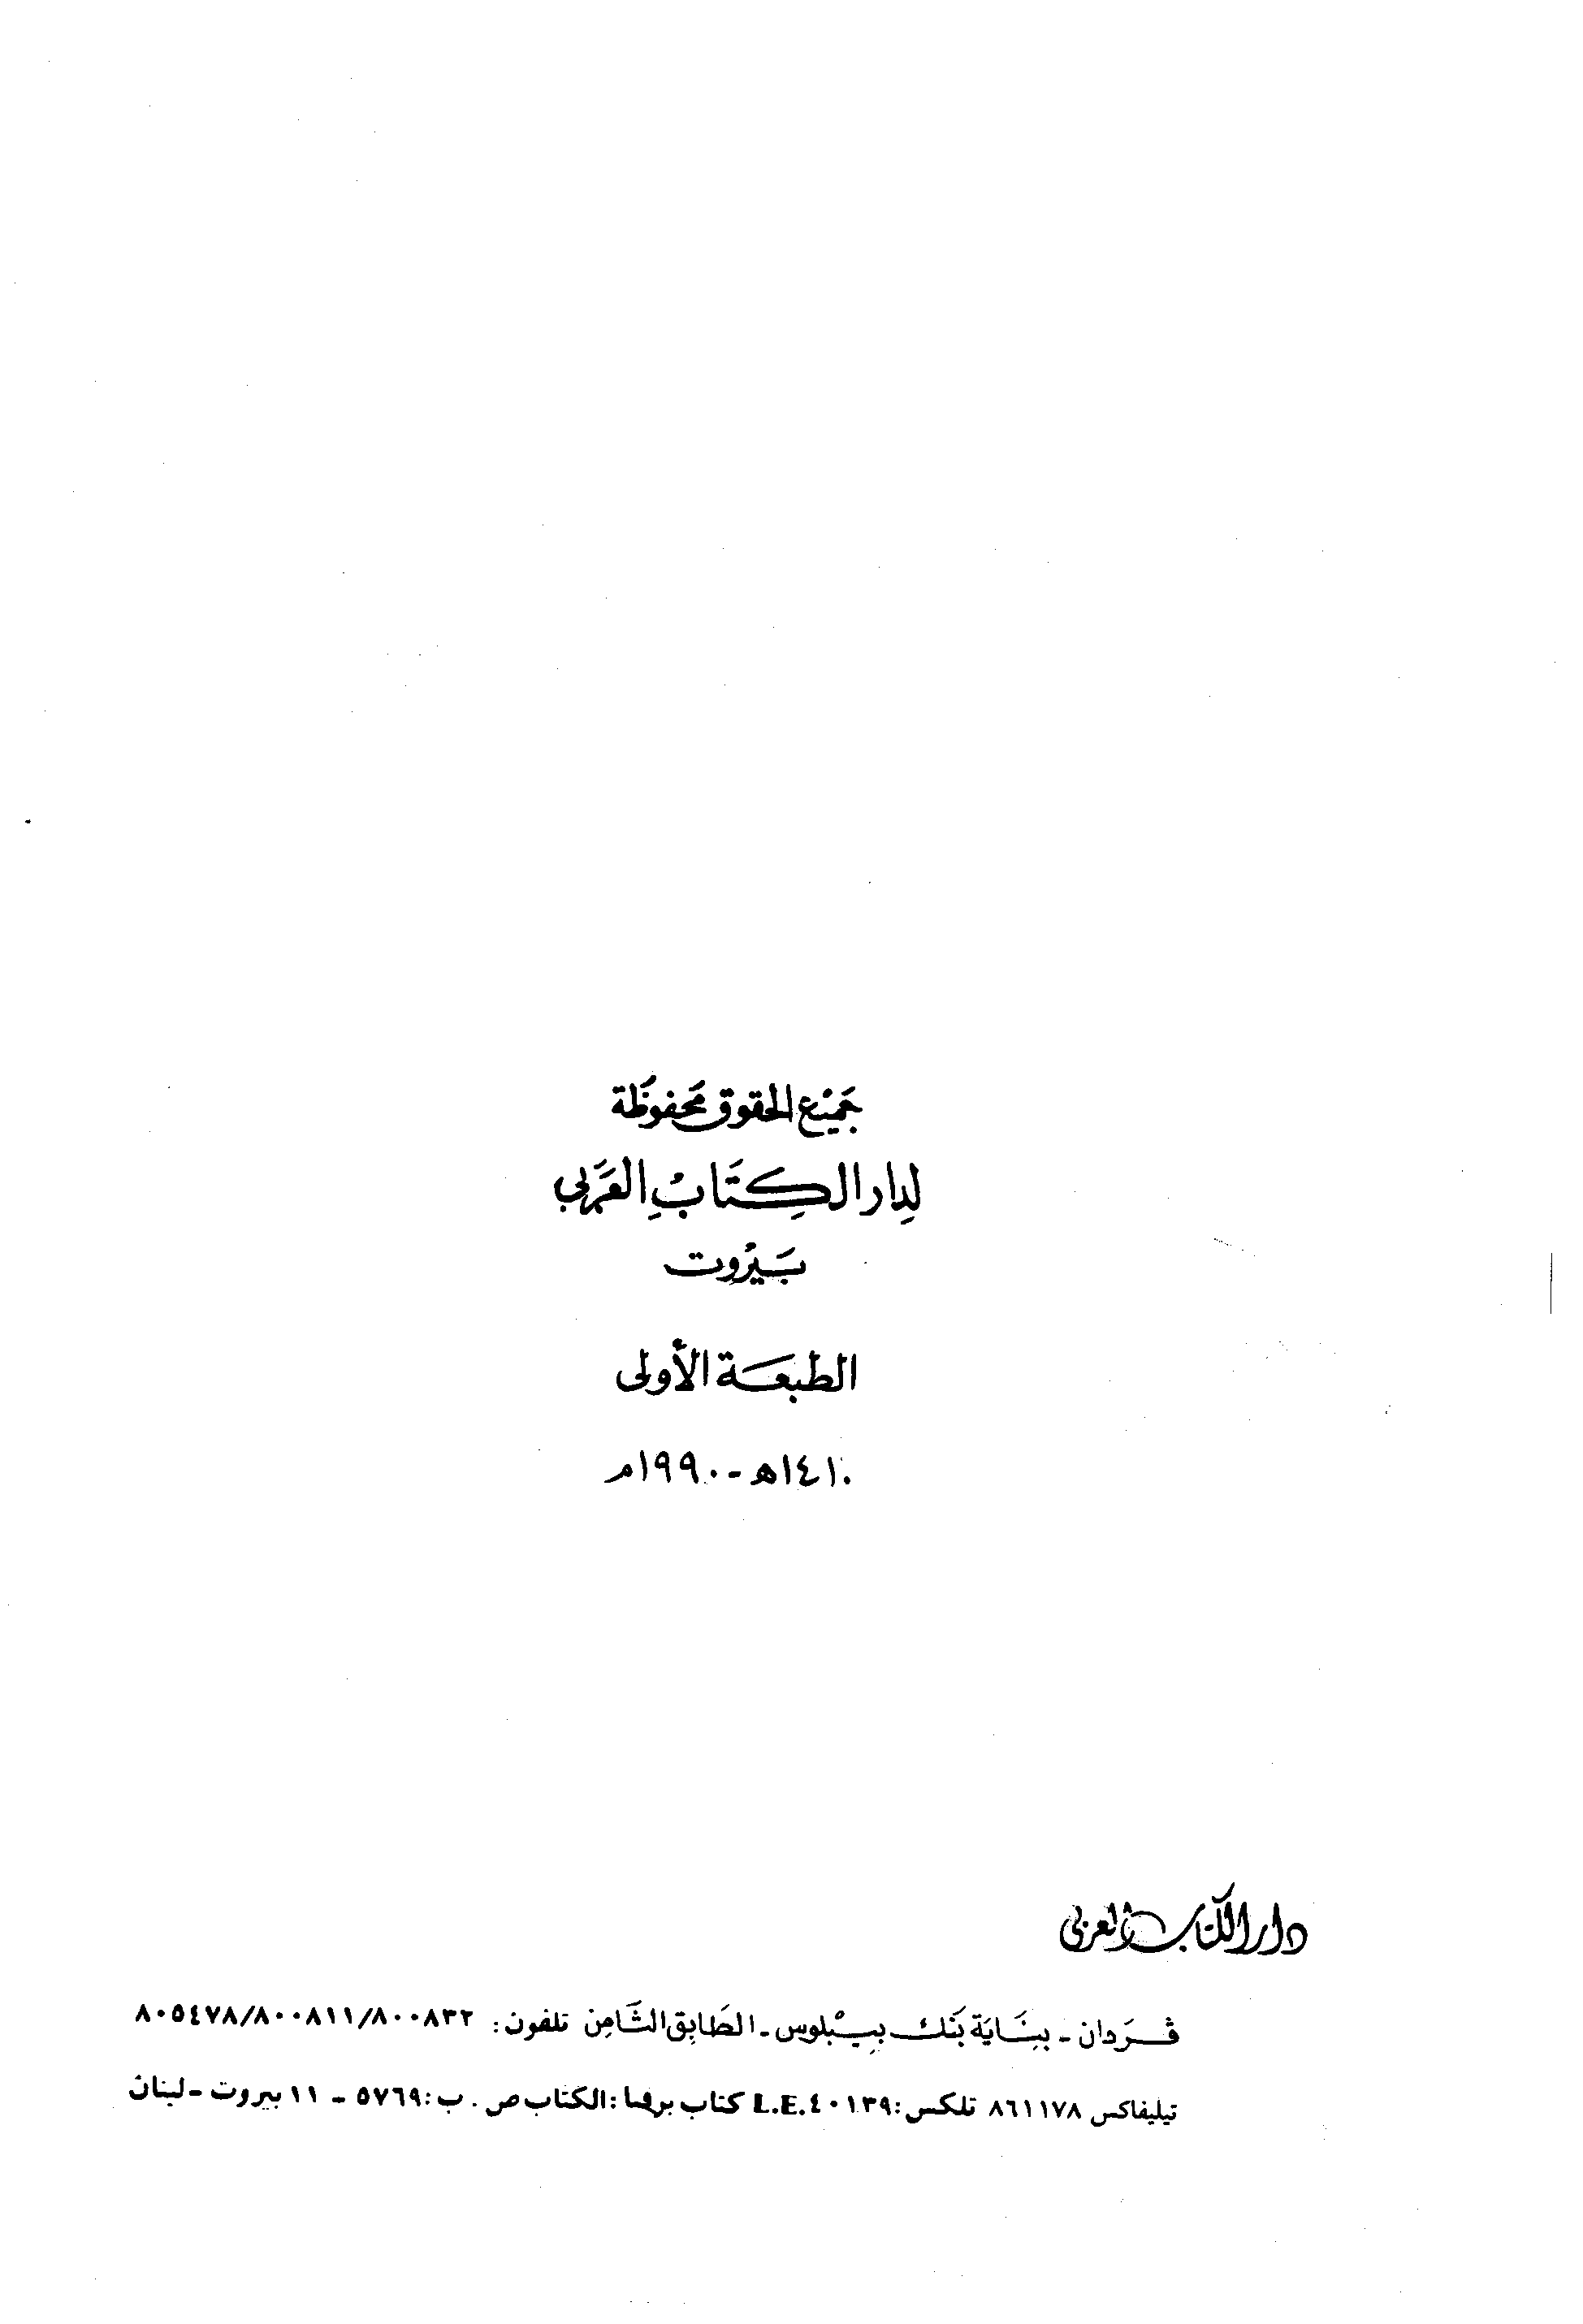 جميع الحقوق محفوظة
لدار الكتاب العربي
بيروت
الطبعة الأولى
١٤١٠هـ - ١٩٩٠م
دار الكتاب العربي
ڤردان - بناية بنك بيبلوس - الطابق الثامن تلفون: ٨٠٠٨٣٢/٨٠٠٨١١/٨٠٥٤٧٨
تيليفاكس ٨٦١١٧٨ تلكس: L.E.٤٠١٣٩ كتاب برقيا: الكتاب ص. ب: ٥٧٦٩ - ١١ بيروت - لبنان